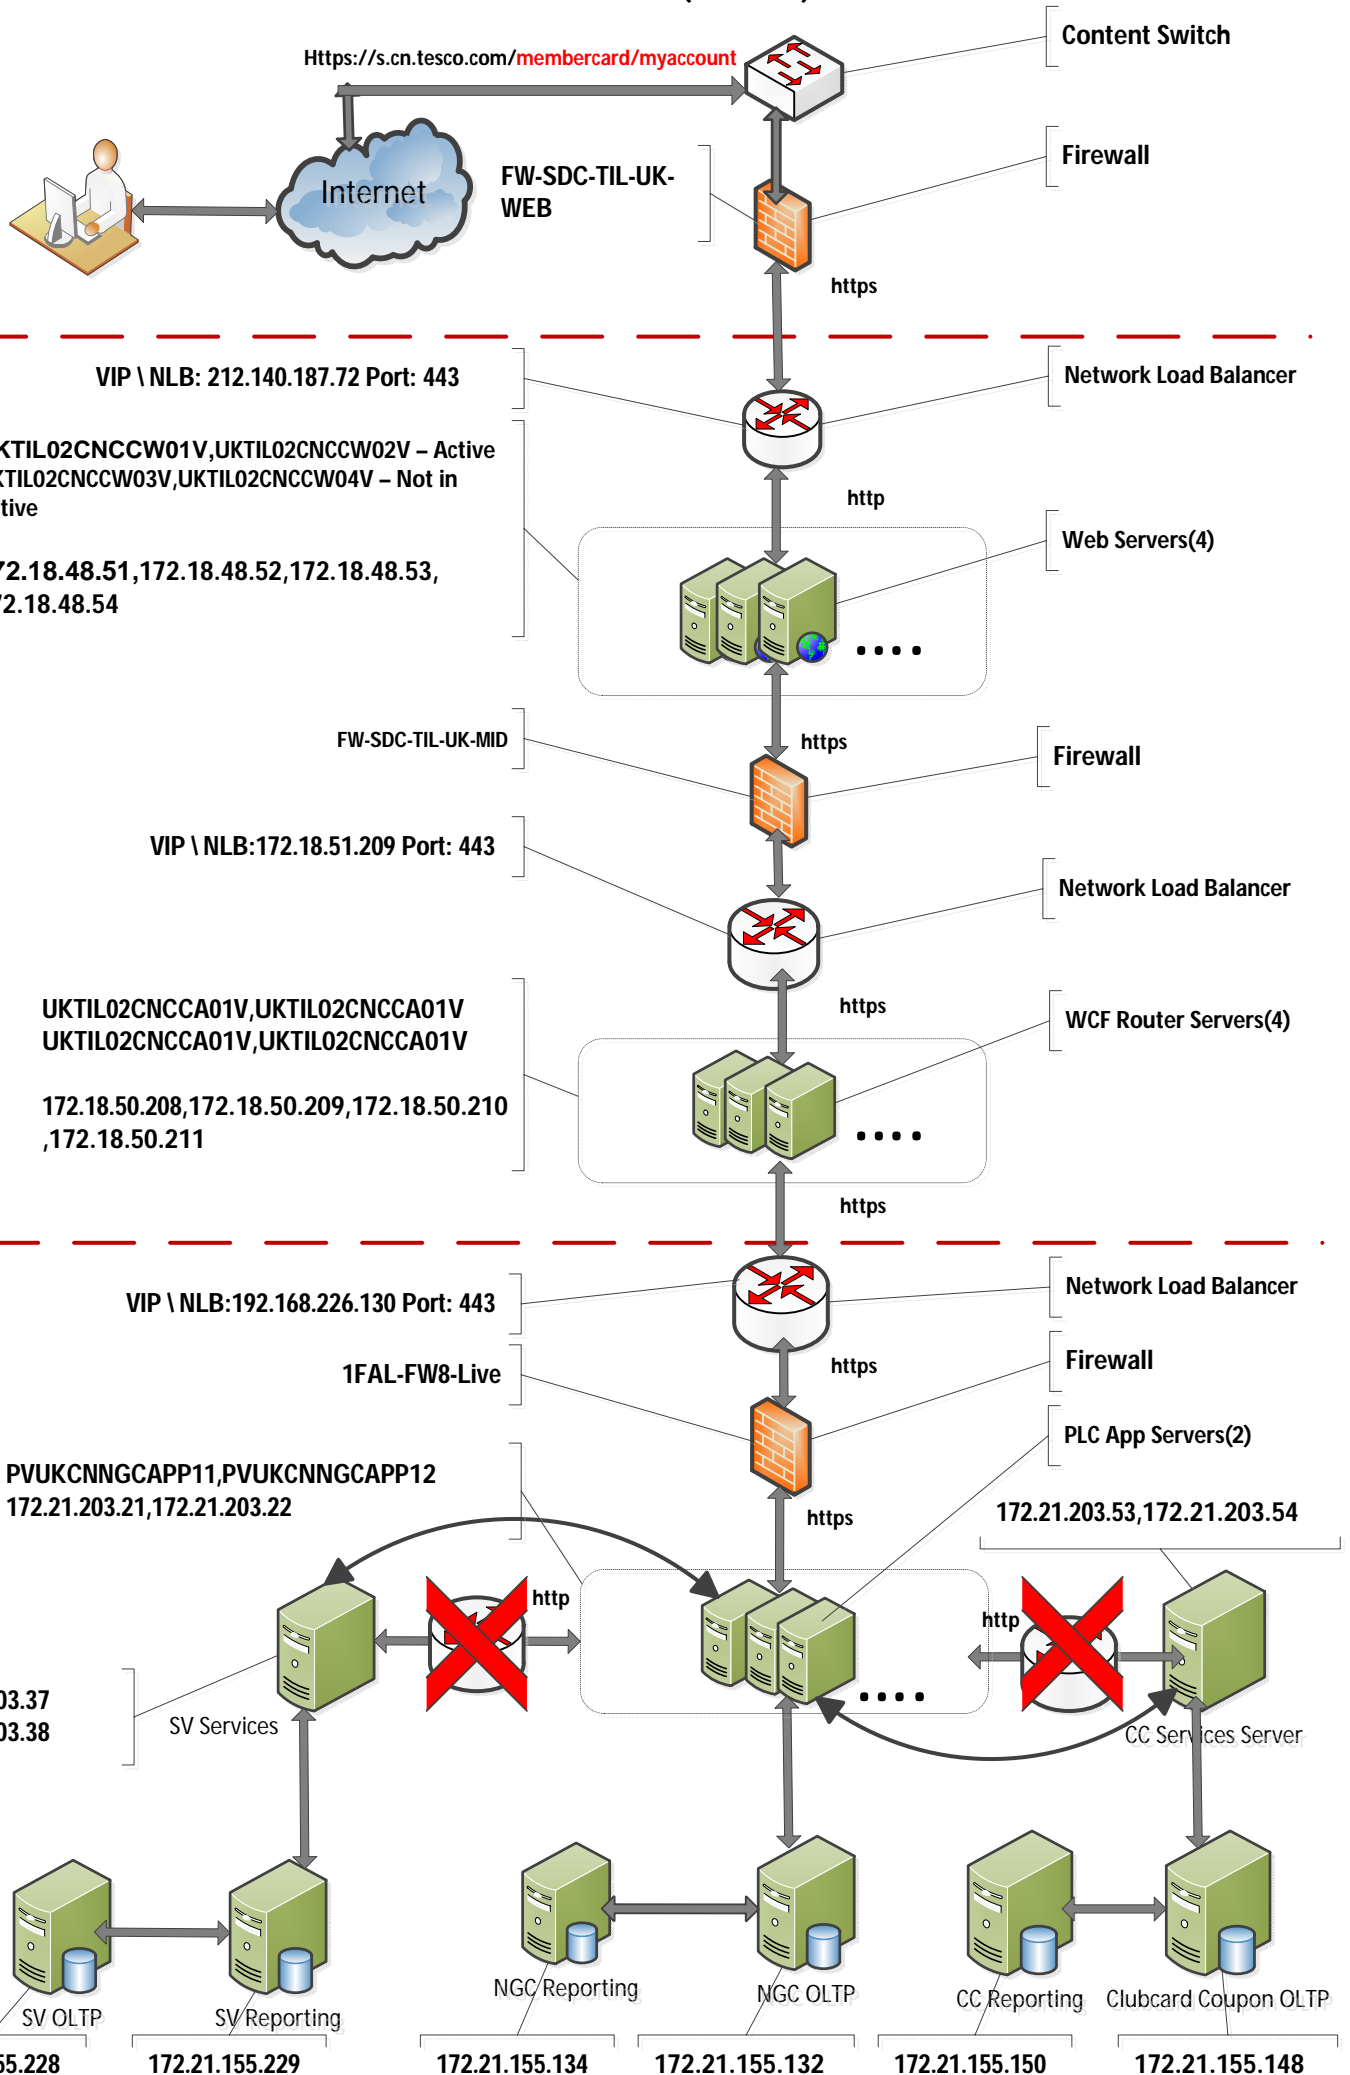 Content Switch
Https://s.cn.tesco.com/membercard/myaccount
Firewall
FW-SDC-TIL-UK-
WEB
Internet
https
VIP \ NLB: 212.140.187.72 Port: 443
Network Load Balancer
KTIL02CNCCW01V,UKTIL02CNCCW02V – Active
KTIL02CNCCW03V,UKTIL02CNCCW04V – Not in
tive
http
Web Servers(4)
72.18.48.51,172.18.48.52,172.18.48.53,
72.18.48.54
....
FW-SDC-TIL-UK-MID
https
Firewall
VIP \ NLB:172.18.51.209 Port: 443
Network Load Balancer
UKTIL02CNCCA01V,UKTIL02CNCCA01V
UKTIL02CNCCA01V,UKTIL02CNCCA01V
https
WCF Router Servers(4)
172.18.50.208,172.18.50.209,172.18.50.210
,172.18.50.211
....
https
VIP \ NLB:192.168.226.130 Port: 443
Network Load Balancer
https
1FAL-FW8-Live
Firewall
PLC App Servers(2)
PVUKCNNGCAPP11,PVUKCNNGCAPP12
172.21.203.21,172.21.203.22
https
172.21.203.53,172.21.203.54
http
http
....
03.37
03.38
SV Services
CC Services Server
SV OLTP
SV Reporting
NGC Reporting
NGC OLTP
CC Reporting
Clubcard Coupon OLTP
55.228
172.21.155.229
172.21.155.134
172.21.155.132
172.21.155.150
172.21.155.148